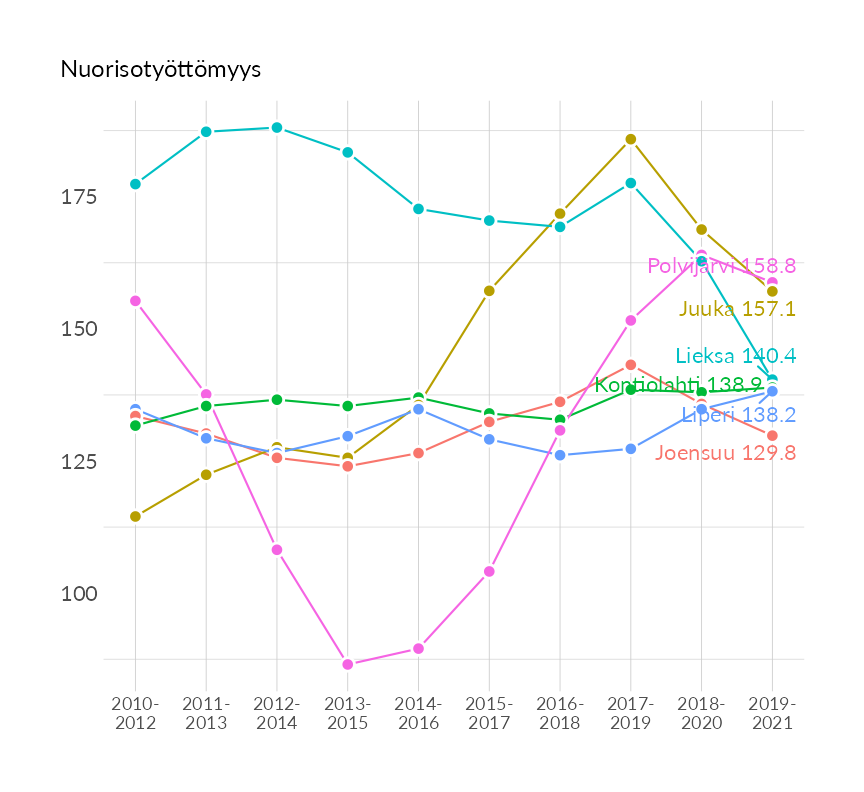 Nuorisotyöttömyys
175
150
125
100
Polvijärvi 158.8
Juuka 157.1
Lieksa 140.4
Kontiolahti 138.9
Liperi 138.2
Joensuu 129.8
2010- 2011- 2012- 2013- 2014- 2015- 2016- 2017- 2018- 2019-
2012 2013 2014 2015 2016 2017 2018 2019 2020 2021